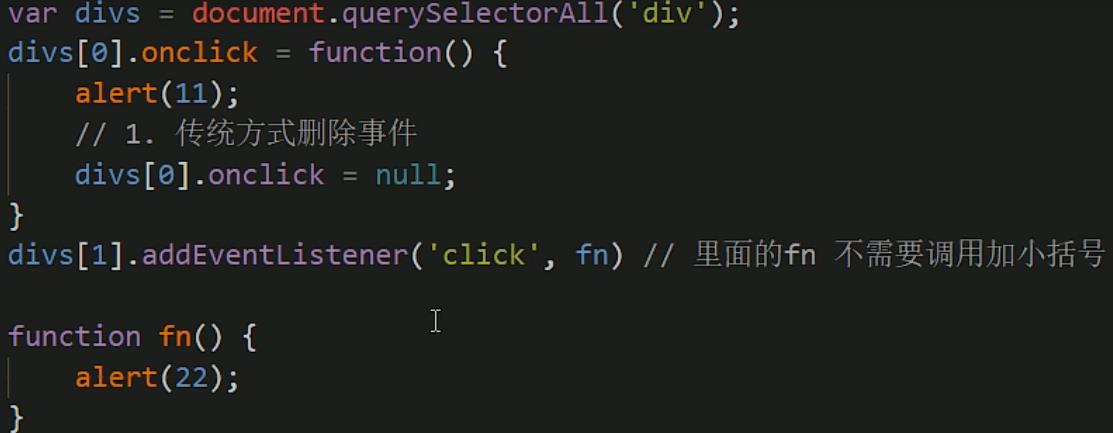 var divs = document.querySelectorAll('div');
divs[0].onclick = function() {
    alert(11);
    // 1. 传统方式删除事件
    divs[0].onclick = null;
}
divs[1].addEventListener('click', fn) // 里面的fn 不需要调用加小括号
function fn() {
    alert(22);
}